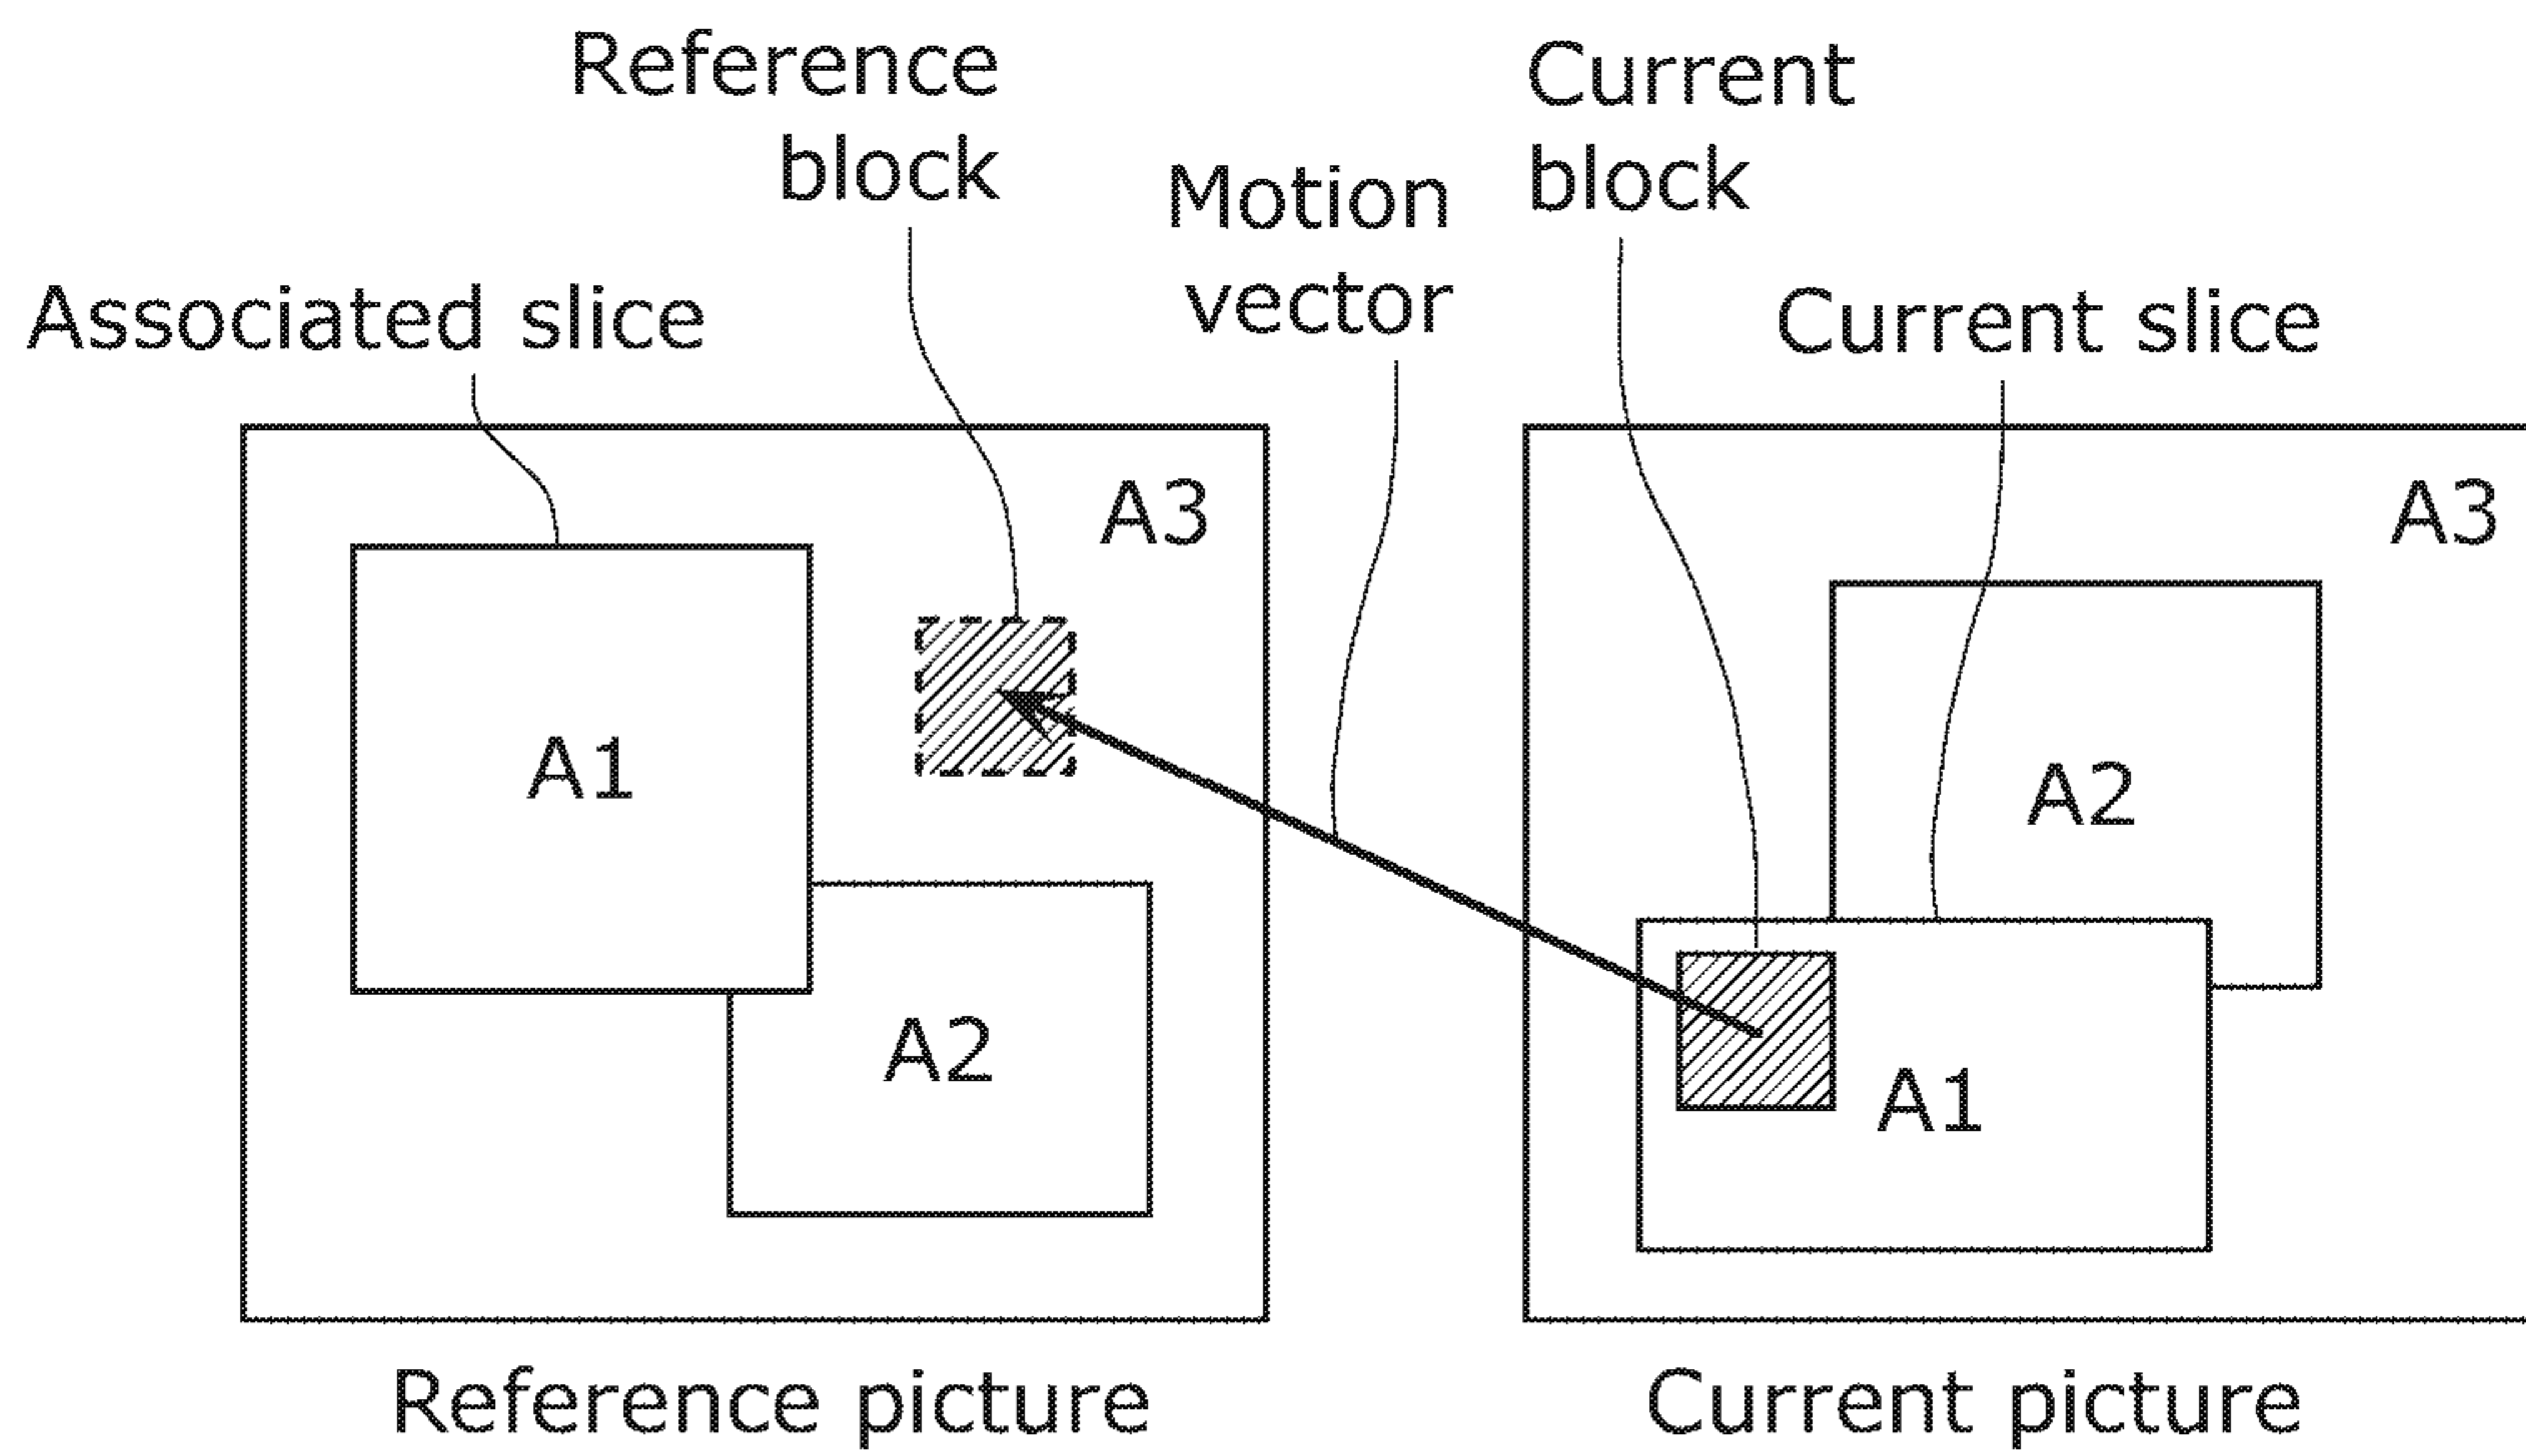 Reference
block
Current
block
Motion
vector
Associated slice
Current slice
A3
A3
A1
A2
A2
A1
Reference picture
Current picture